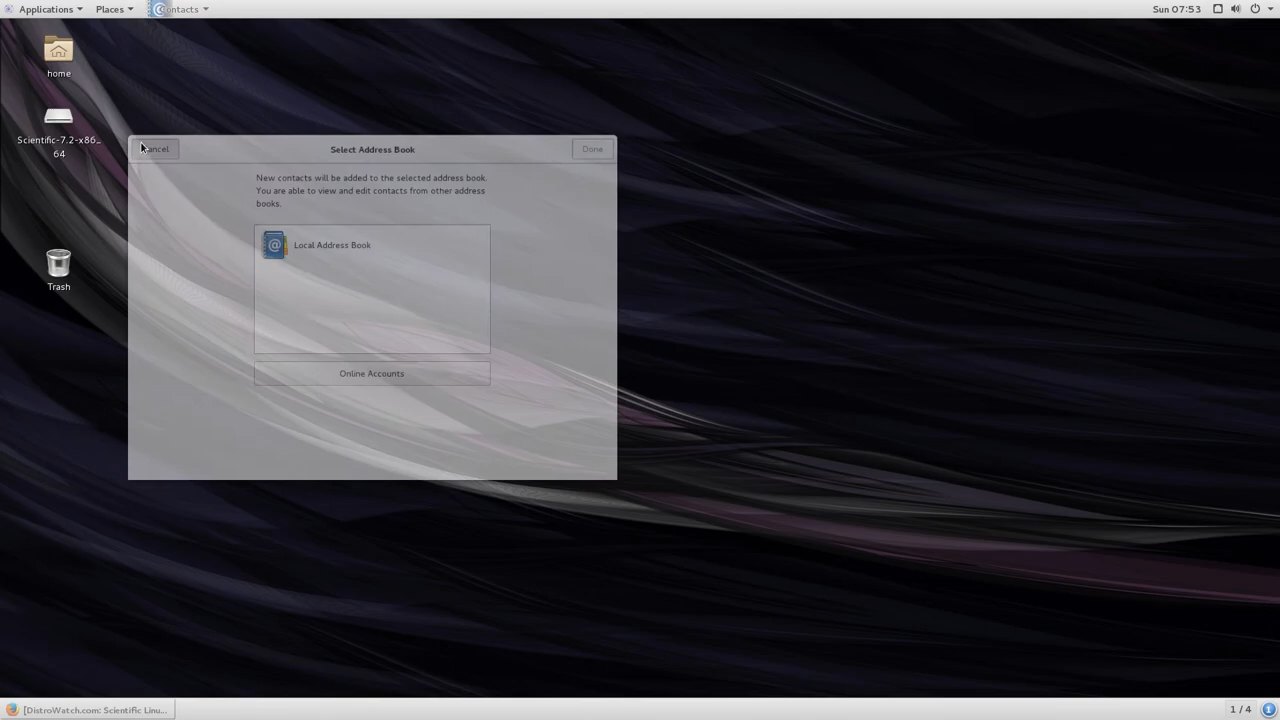 Applications
Places
Contacts
Sun 07:53
home
Scientific-7.2-x86_
64
Trash
Cancel
Select Address Book
Done
New contacts will be added to the selected address book.
You are able to view and edit contacts from other address
books.
Local Address Book
Online Accounts
[DistroWatch.com: Scientific Linu...
1 / 4